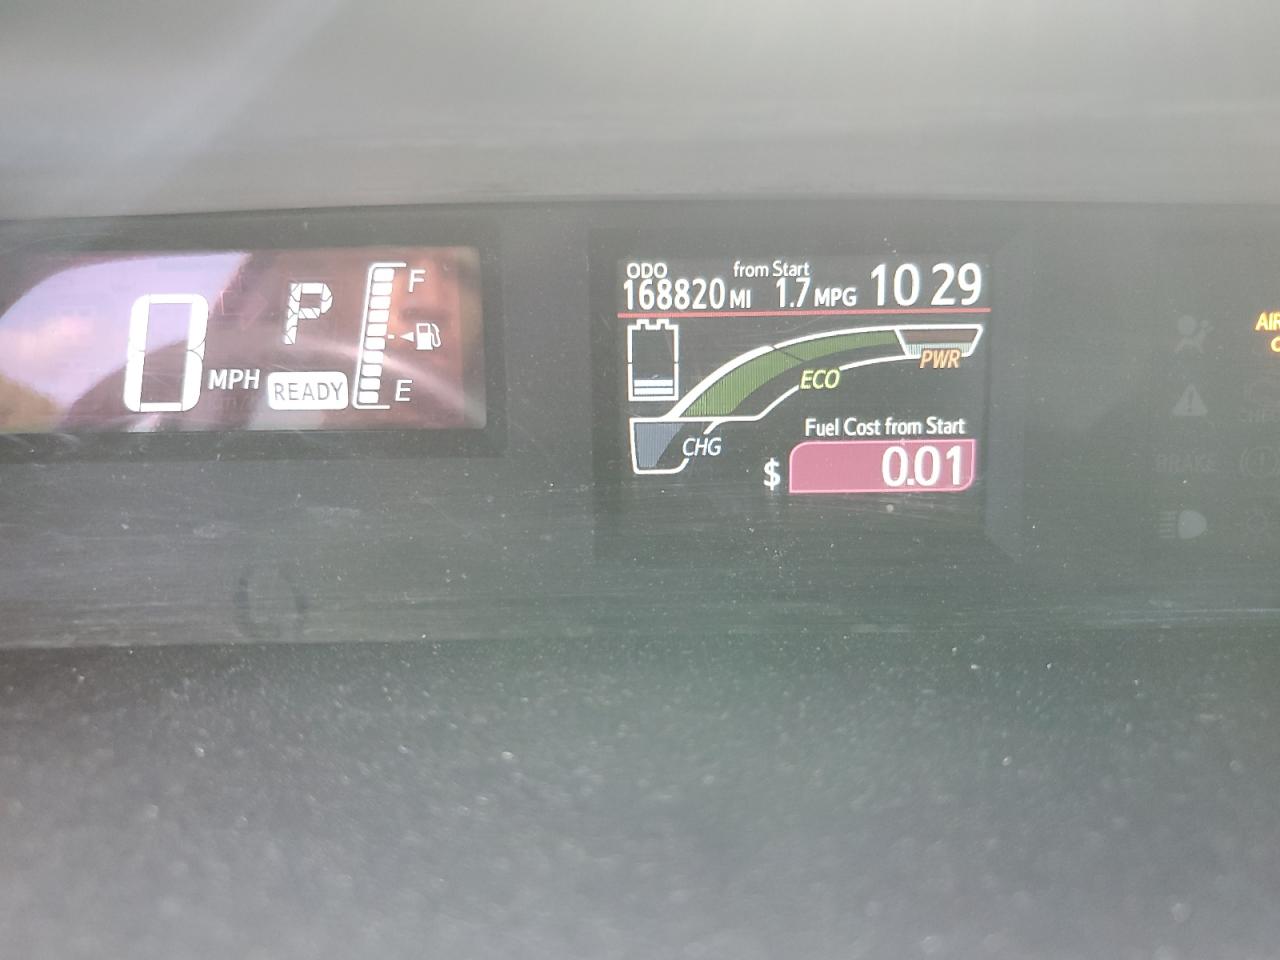 0 MPH
P
READY
F
E
ODO
168820 MI
from Start
1.7 MPG
10 29
PWR
ECO
CHG
Fuel Cost from Start
$ 0.01
AIR
BRAKE